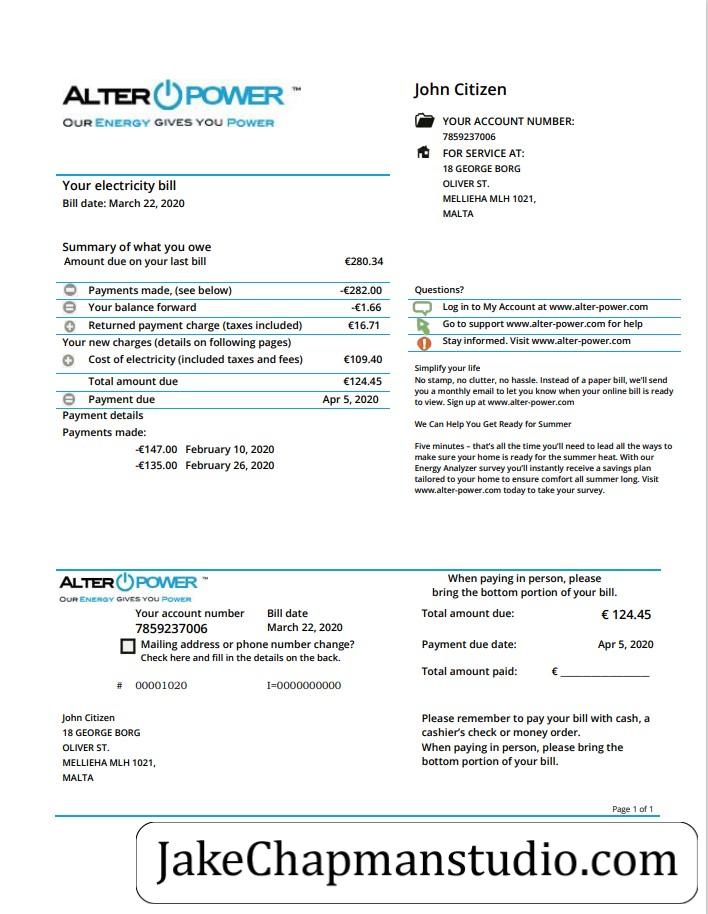 ALTER POWER ™
OUR ENERGY GIVES YOU POWER
John Citizen
YOUR ACCOUNT NUMBER:
7859237006
FOR SERVICE AT:
18 GEORGE BORG
OLIVER ST.
MELLIEHA MLH 1021,
MALTA
Your electricity bill
Bill date: March 22, 2020
Summary of what you owe
Amount due on your last bill €280.34
Payments made, (see below) -€282.00
Your balance forward -€1.66
Returned payment charge (taxes included) €16.71
Your new charges (details on following pages)
Cost of electricity (included taxes and fees) €109.40
Total amount due €124.45
Payment due Apr 5, 2020
Payment details
Payments made:
-€147.00 February 10, 2020
-€135.00 February 26, 2020
Questions?
Log in to My Account at www.alter-power.com
Go to support www.alter-power.com for help
Stay informed. Visit www.alter-power.com
Simplify your life
No stamp, no clutter, no hassle. Instead of a paper bill, we'll send
you a monthly email to let you know when your online bill is ready
to view. Sign up at www.alter-power.com
We Can Help You Get Ready for Summer
Five minutes – that's all the time you'll need to lead all the ways to
make sure your home is ready for the summer heat. With our
Energy Analyzer survey you'll instantly receive a savings plan
tailored to your home to ensure comfort all summer long. Visit
www.alter-power.com today to take your survey.
ALTER POWER ™
OUR ENERGY GIVES YOU POWER
Your account number Bill date
7859237006 March 22, 2020
Mailing address or phone number change?
Check here and fill in the details on the back.
# 00001020 I=0000000000
John Citizen
18 GEORGE BORG
OLIVER ST.
MELLIEHA MLH 1021,
MALTA
When paying in person, please
bring the bottom portion of your bill.
Total amount due: € 124.45
Payment due date: Apr 5, 2020
Total amount paid: € ________________
Please remember to pay your bill with cash, a
cashier's check or money order.
When paying in person, please bring the
bottom portion of your bill.
Page 1 of 1
JakeChapmanstudio.com